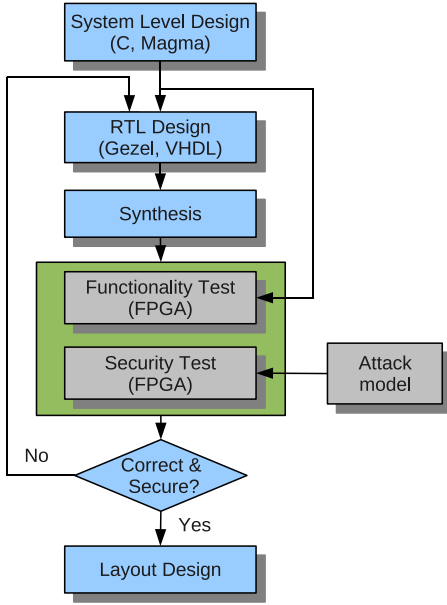 System Level Design
(C, Magma)
RTL Design
(Gezel, VHDL)
Synthesis
Functionality Test
(FPGA)
Security Test
(FPGA)
Attack
model
No
Correct &
Secure?
Yes
Layout Design